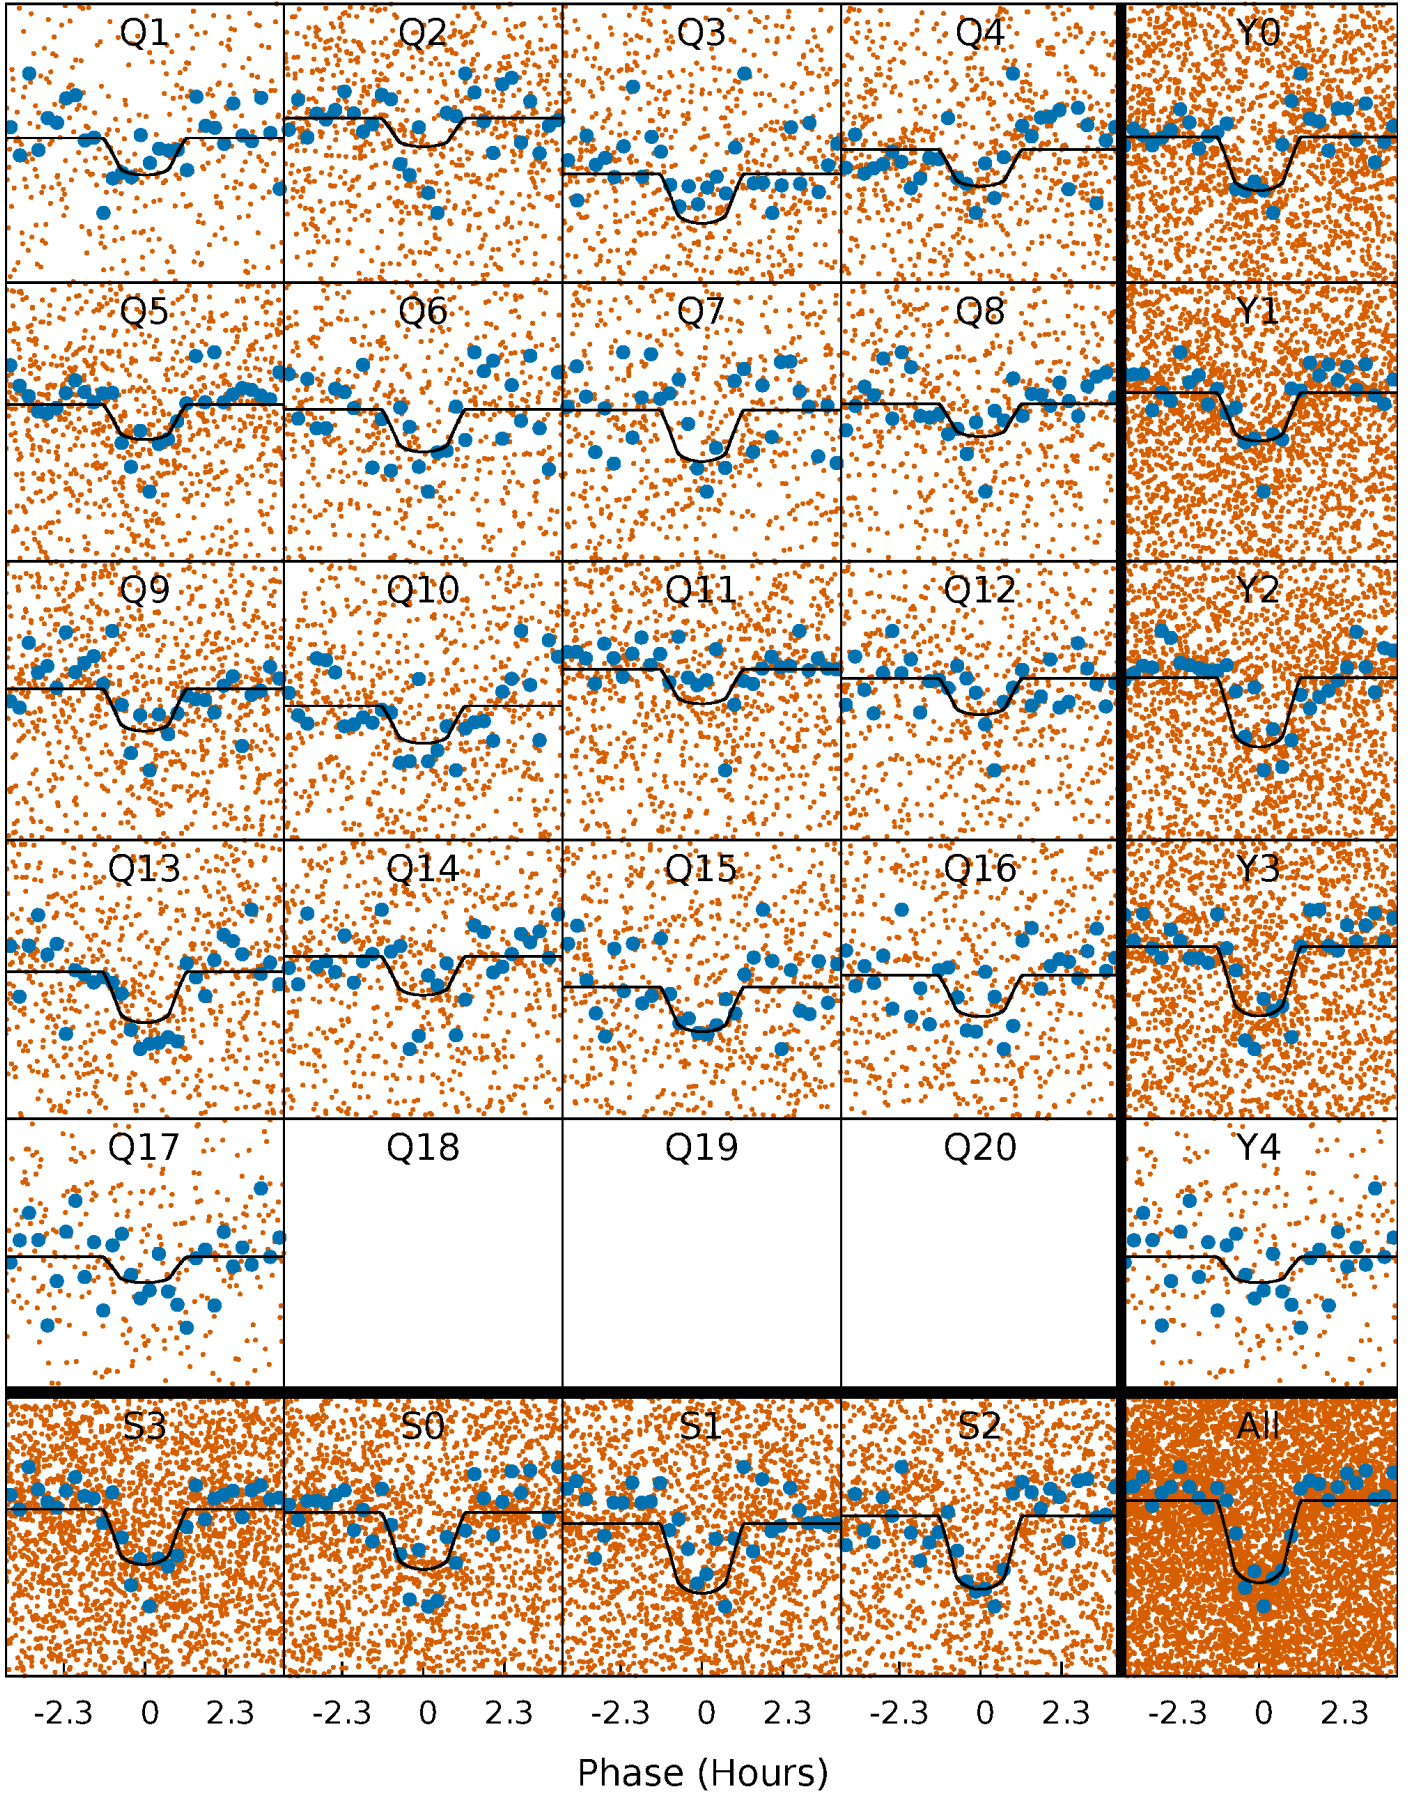 Q1 Q2 Q3 Q4 Y0
Q5 Q6 Q7 Q8 Y1
Q9 Q10 Q11 Q12 Y2
Q13 Q14 Q15 Q16 Y3
Q17 Q18 Q19 Q20 Y4
S3 S0 S1 S2 All
-2.3 0 2.3 -2.3 0 2.3 -2.3 0 2.3 -2.3 0 2.3 -2.3 0 2.3
Phase (Hours)